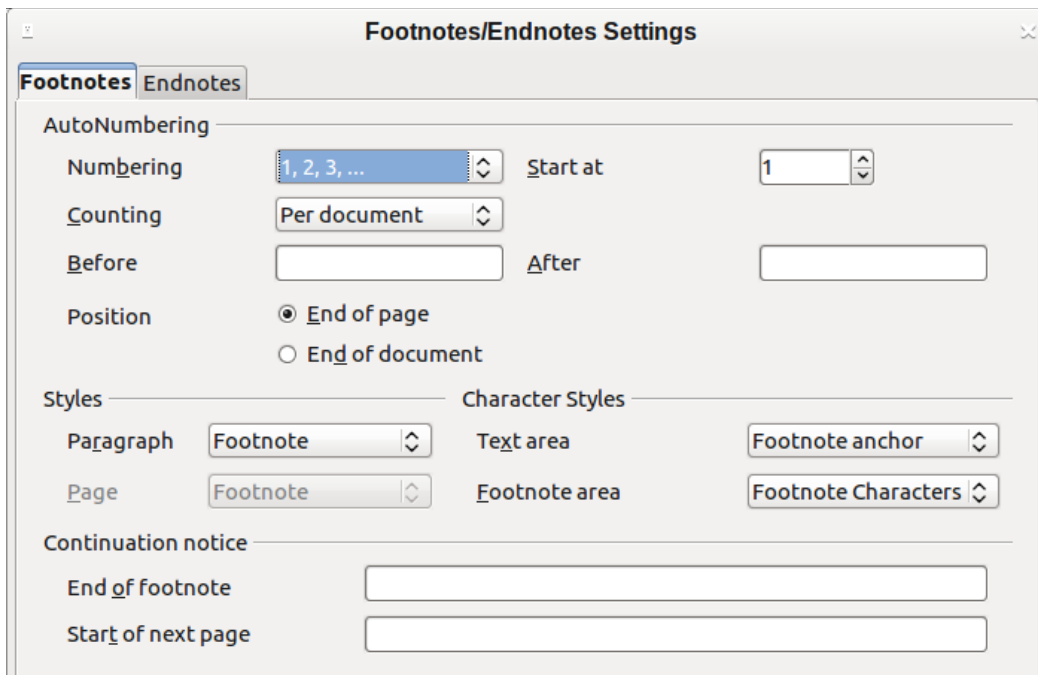 Footnotes/Endnotes Settings
Footnotes Endnotes
AutoNumbering
Numbering 1, 2, 3, ... Start at 1
Counting Per document
Before After
Position End of page
End of document
Styles Character Styles
Paragraph Footnote Text area Footnote anchor
Page Footnote Footnote area Footnote Characters
Continuation notice
End of footnote
Start of next page